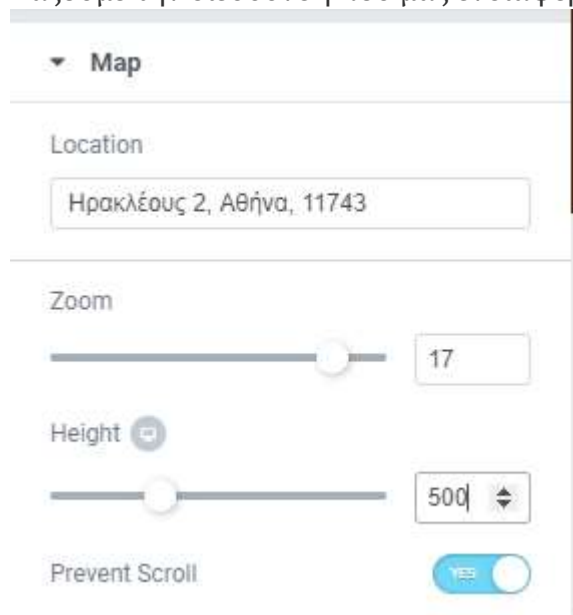 Map
Location
Ηρακλέους 2, Αθήνα, 11743
Zoom
17
Height
500
Prevent Scroll
YES